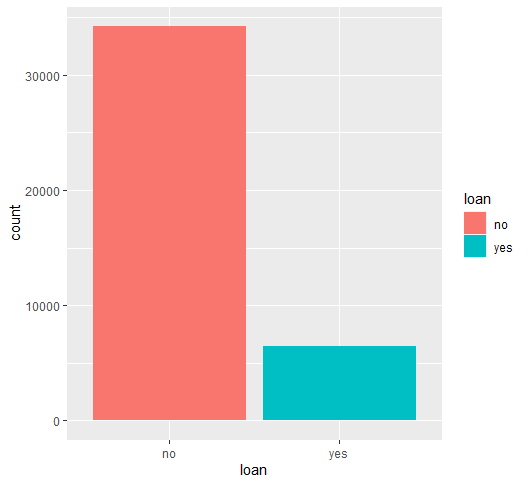 30000
20000
10000
0
count
no
yes
loan
loan
no
yes